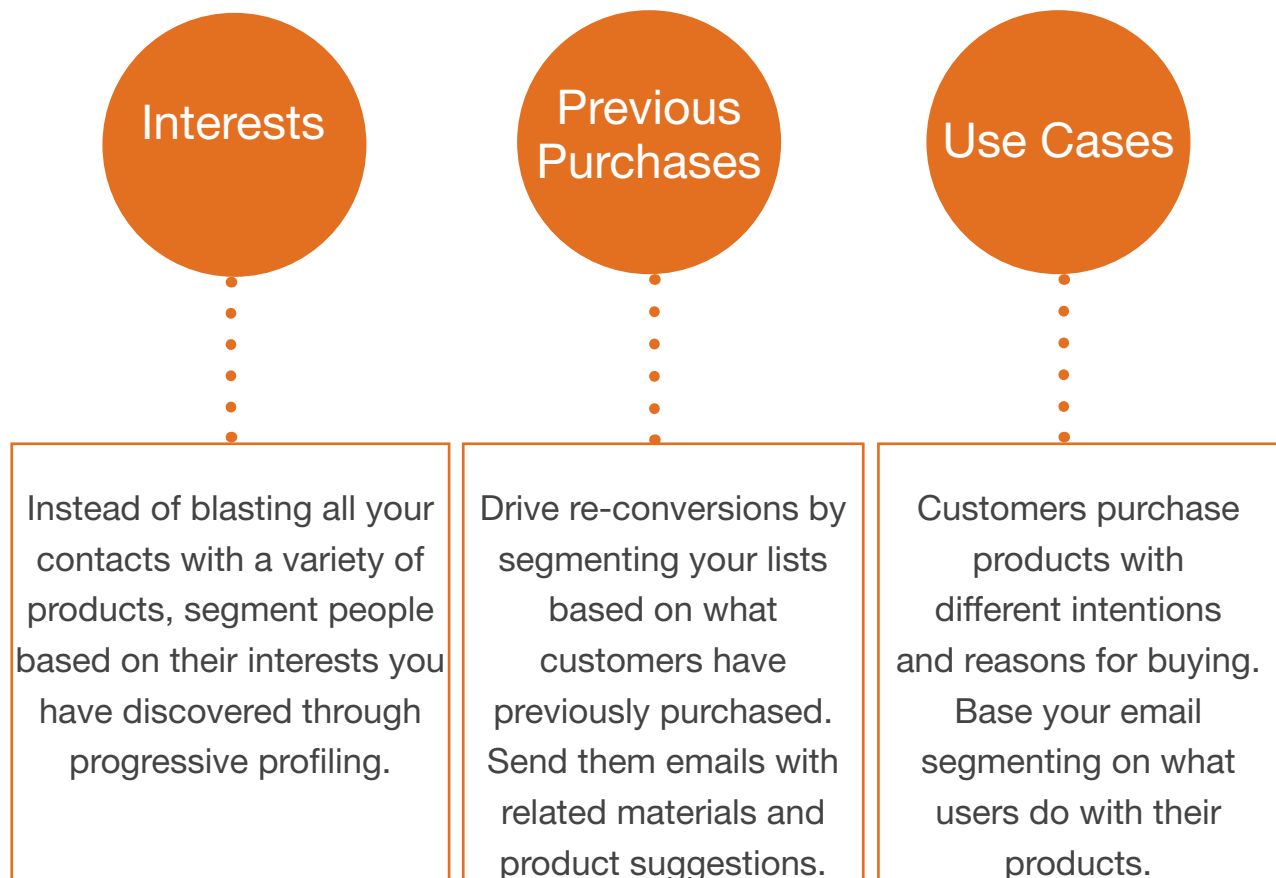 Interests
Previous
Purchases
Use Cases
Instead of blasting all your
contacts with a variety of
products, segment people
based on their interests you
have discovered through
progressive profiling.
Drive re-conversions by
segmenting your lists
based on what
customers have
previously purchased.
Send them emails with
related materials and
product suggestions.
Customers purchase
products with
different intentions
and reasons for buying.
Base your email
segmenting on what
users do with their
products.